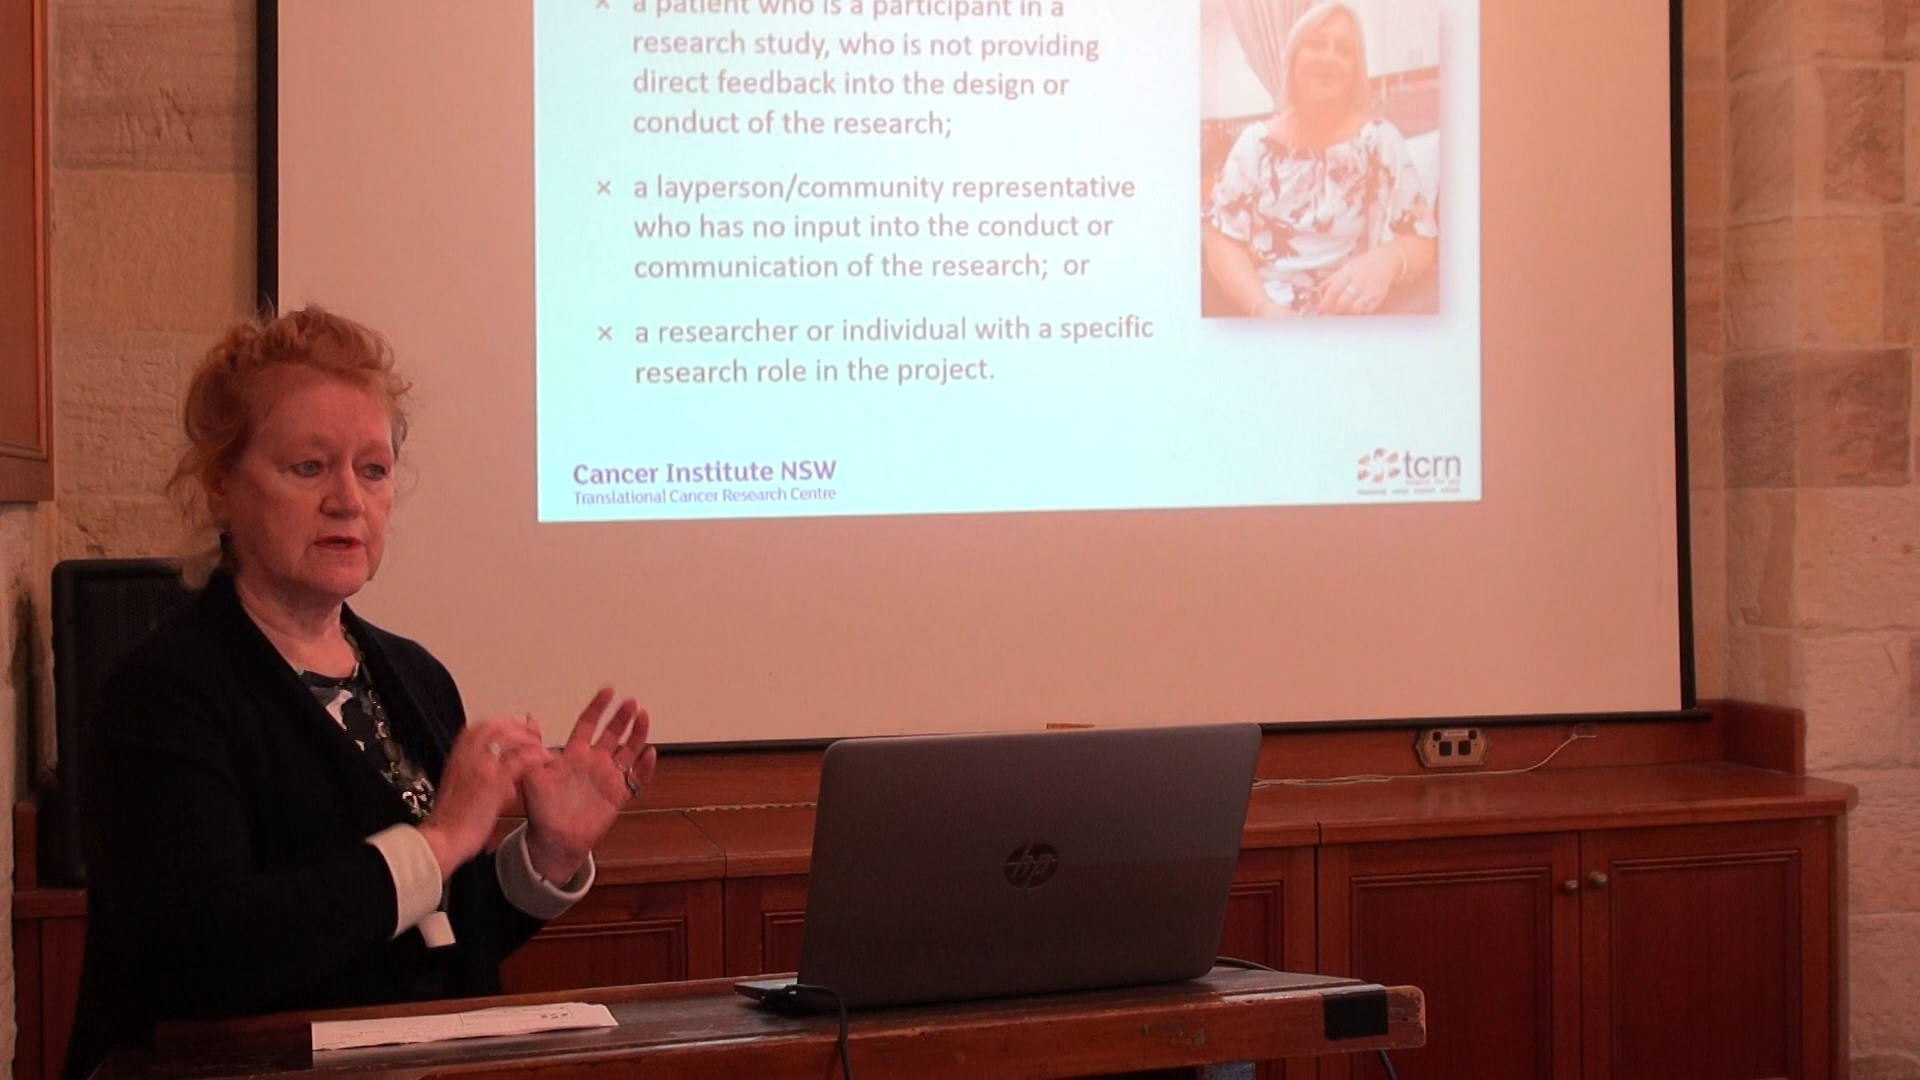 × a patient who is a participant in a
research study, who is not providing
direct feedback into the design or
conduct of the research;
× a layperson/community representative
who has no input into the conduct or
communication of the research; or
× a researcher or individual with a specific
research role in the project.
Cancer Institute NSW
Translational Cancer Research Centre
tcrn
hp